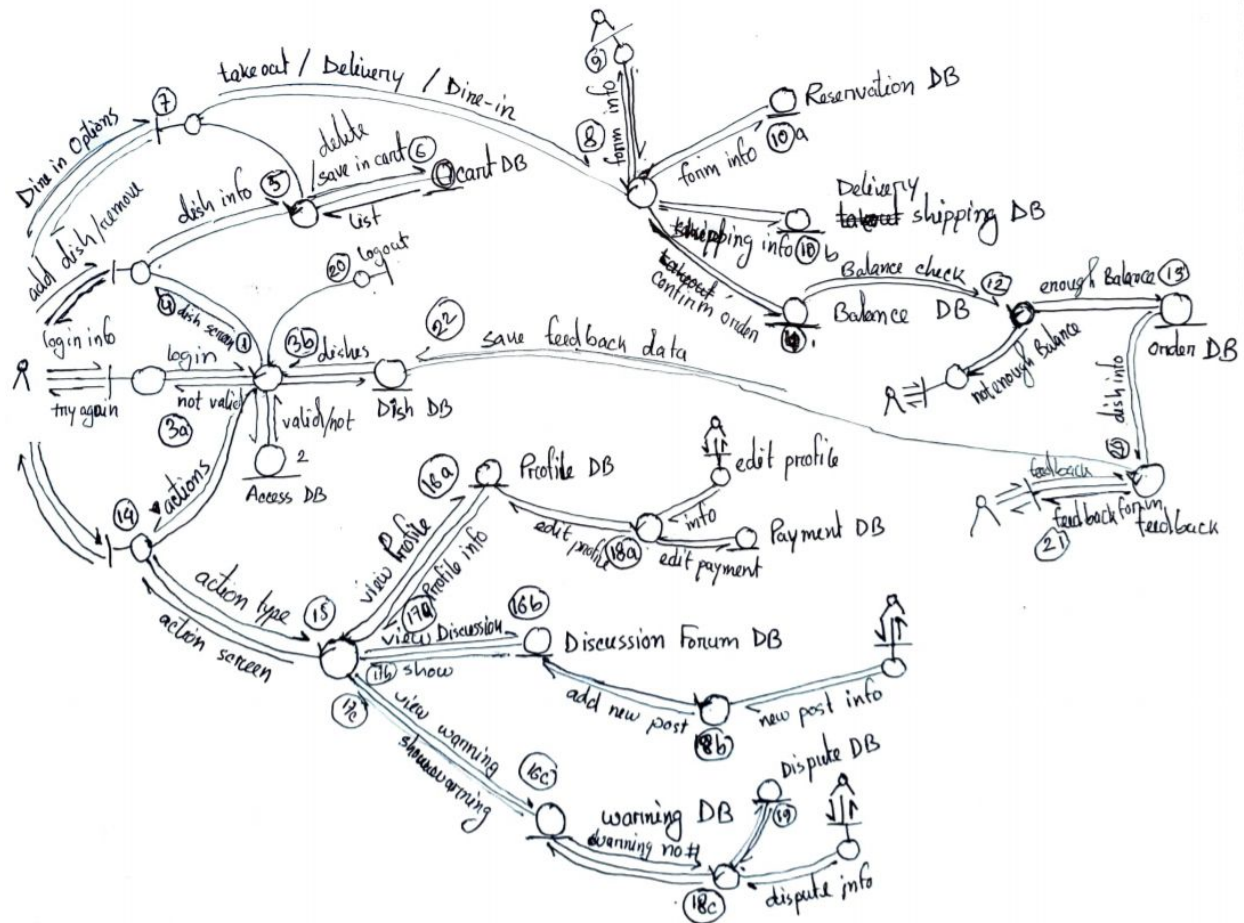 takeout / Delivery / Dine-in
7
Dine in Options
add dish/remove
dish info
5
delete
save in cart 6
cart DB
list
9
form info
8
Reservation DB
form info 10a
Delivery
shipping DB
shipping info 10b
confirm order
Balance check
12
Balance DB
enough Balance 13
order DB
not enough Balance
dish info
20 logout
4 dish screen 1
login info
login
try again
not valid
3a
3b dishes
Dish DB
22
save feedback data
valid/not
2
Access DB
feedback
feedback forum
feedback
21
14
actions
action type
action screen
15
16a
Profile DB
view Profile
Profile info
17a
edit profile
edit profile
info
18a
Payment DB
edit payment
16b
view Discussion
17b show
Discussion Forum DB
add new post
18b
new post info
17c
view warning
show warning
16c
warning DB
warning no#
Dispute DB
19
18c
dispute info